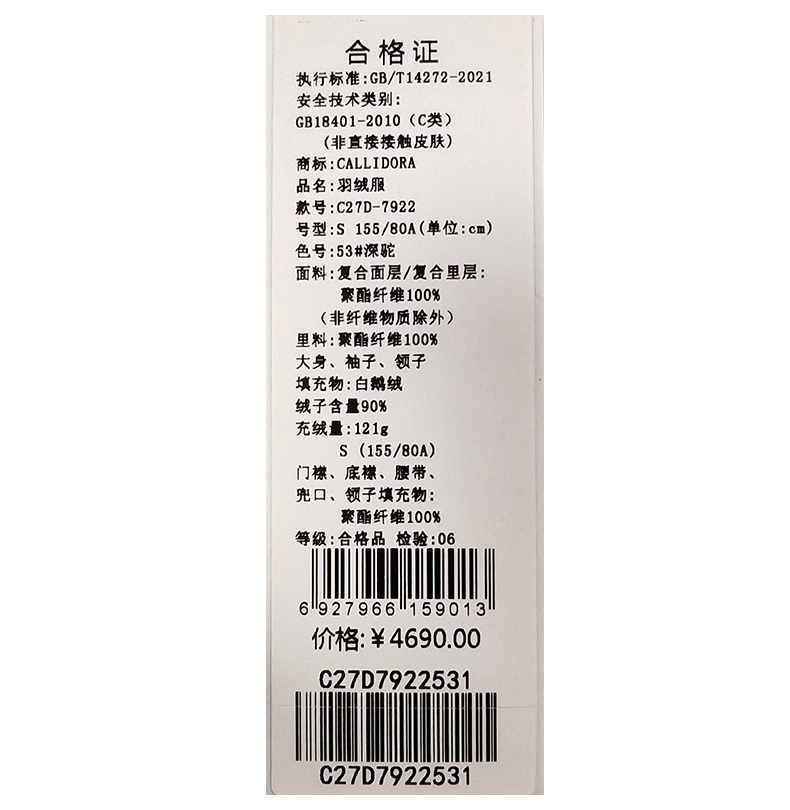 合格证
执行标准:GB/T14272-2021
安全技术类别:
GB18401-2010（C类）
(非直接接触皮肤)
商标:CALLIDORA
品名:羽绒服
款号:C27D-7922
号型:S 155/80A(单位:cm)
色号:53#深驼
面料:复合面层/复合里层:
聚酯纤维100%
（非纤维物质除外）
里料:聚酯纤维100%
大身、袖子、领子
填充物:白鹅绒
绒子含量90%
充绒量:121g
S (155/80A)
门襟、底襟、腰带、
兜口、领子填充物:
聚酯纤维100%
等级:合格品 检验:06
6 927966 159013
价格:¥4690.00
C27D7922531
C27D7922531